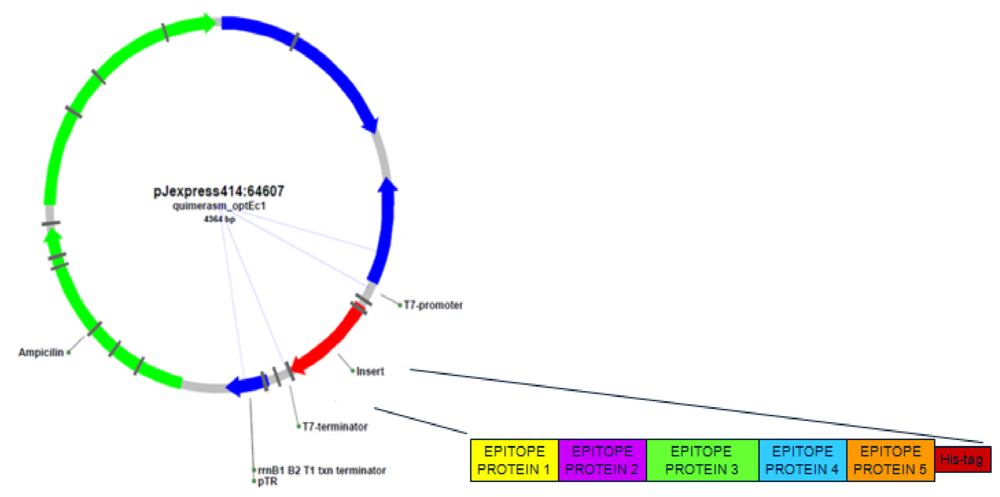 pJexpress414:64607
quimerasm_optEc1
4364 bp
T7-promoter
Ampicilin
Insert
T7-terminator
rrnB1 B2 T1 txn terminator
pTR
EPITOPE
PROTEIN 1
EPITOPE
PROTEIN 2
EPITOPE
PROTEIN 3
EPITOPE
PROTEIN 4
EPITOPE
PROTEIN 5
His-tag